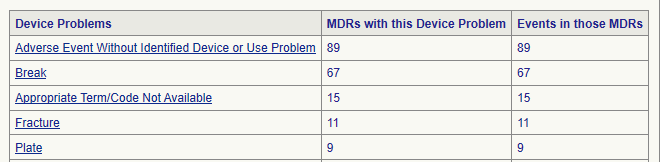 Device Problems MDRs with this Device Problem Events in those MDRs
Adverse Event Without Identified Device or Use Problem 89 89
Break 67 67
Appropriate Term/Code Not Available 15 15
Fracture 11 11
Plate 9 9